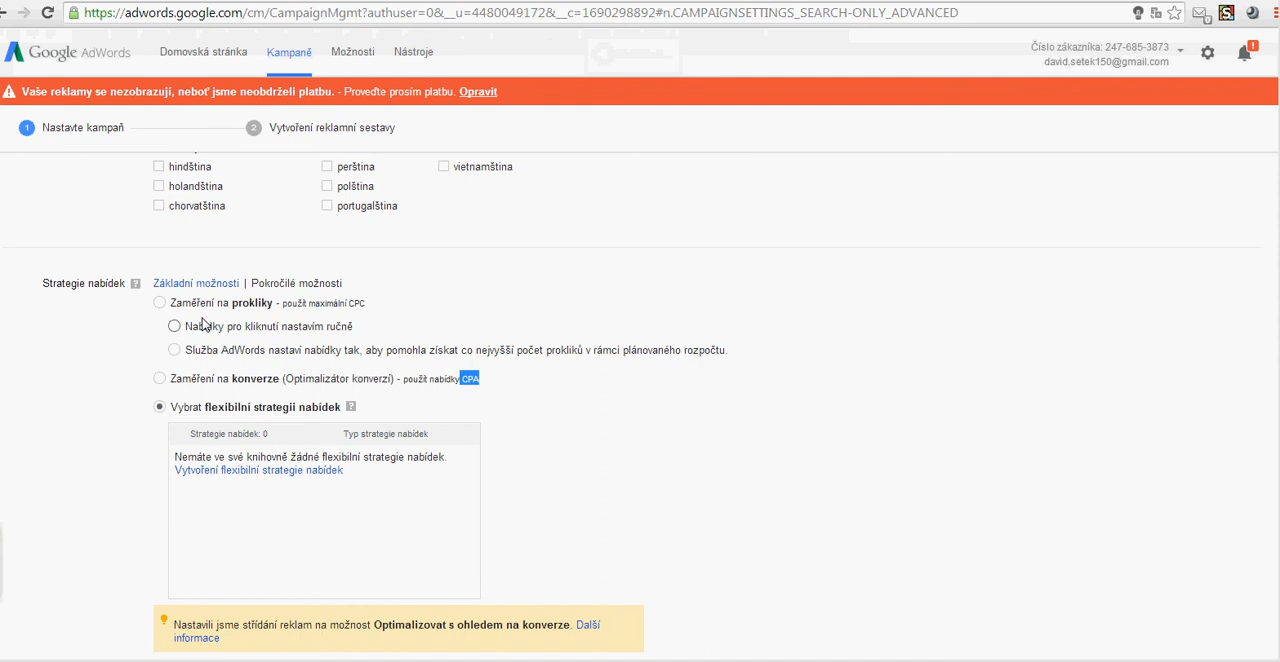 https://adwords.google.com/cm/CampaignMgmt?authuser=0&__u=4480049172&__c=1690298892#n.CAMPAIGNSETTINGS_SEARCH-ONLY_ADVANCED
Google AdWords Domovská stránka Kampaně Možnosti Nástroje
Číslo zákazníka: 247-685-3873
david.setek150@gmail.com
Vaše reklamy se nezobrazují, neboť jsme neobdrželi platbu. - Proveďte prosím platbu. Opravit
1 Nastavte kampaň 2 Vytvoření reklamní sestavy
hindština perština vietnamština
holandština polština
chorvatština portugalština
Strategie nabídek ? Základní možnosti | Pokročilé možnosti
Zaměření na prokliky - použít maximální CPC
Nabídky pro kliknutí nastavím ručně
Služba AdWords nastaví nabídky tak, aby pomohla získat co nejvyšší počet prokliků v rámci plánovaného rozpočtu.
Zaměření na konverze (Optimalizátor konverzí) - použít nabídky CPA
Vybrat flexibilní strategii nabídek ?
Strategie nabídek: 0 Typ strategie nabídek
Nemáte ve své knihovně žádné flexibilní strategie nabídek.
Vytvoření flexibilní strategie nabídek
Nastavili jsme střídání reklam na možnost Optimalizovat s ohledem na konverze. Další
informace